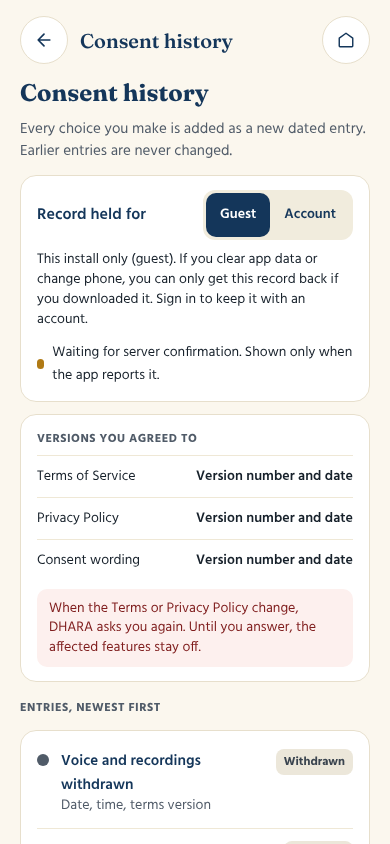 Consent history
Consent history
Every choice you make is added as a new dated entry.
Earlier entries are never changed.
Record held for
Guest
Account
This install only (guest). If you clear app data or
change phone, you can only get this record back if
you downloaded it. Sign in to keep it with an
account.
Waiting for server confirmation. Shown only when
the app reports it.
VERSIONS YOU AGREED TO
Terms of Service
Version number and date
Privacy Policy
Version number and date
Consent wording
Version number and date
When the Terms or Privacy Policy change,
DHARA asks you again. Until you answer, the
affected features stay off.
ENTRIES, NEWEST FIRST
Voice and recordings
withdrawn
Withdrawn
Date, time, terms version